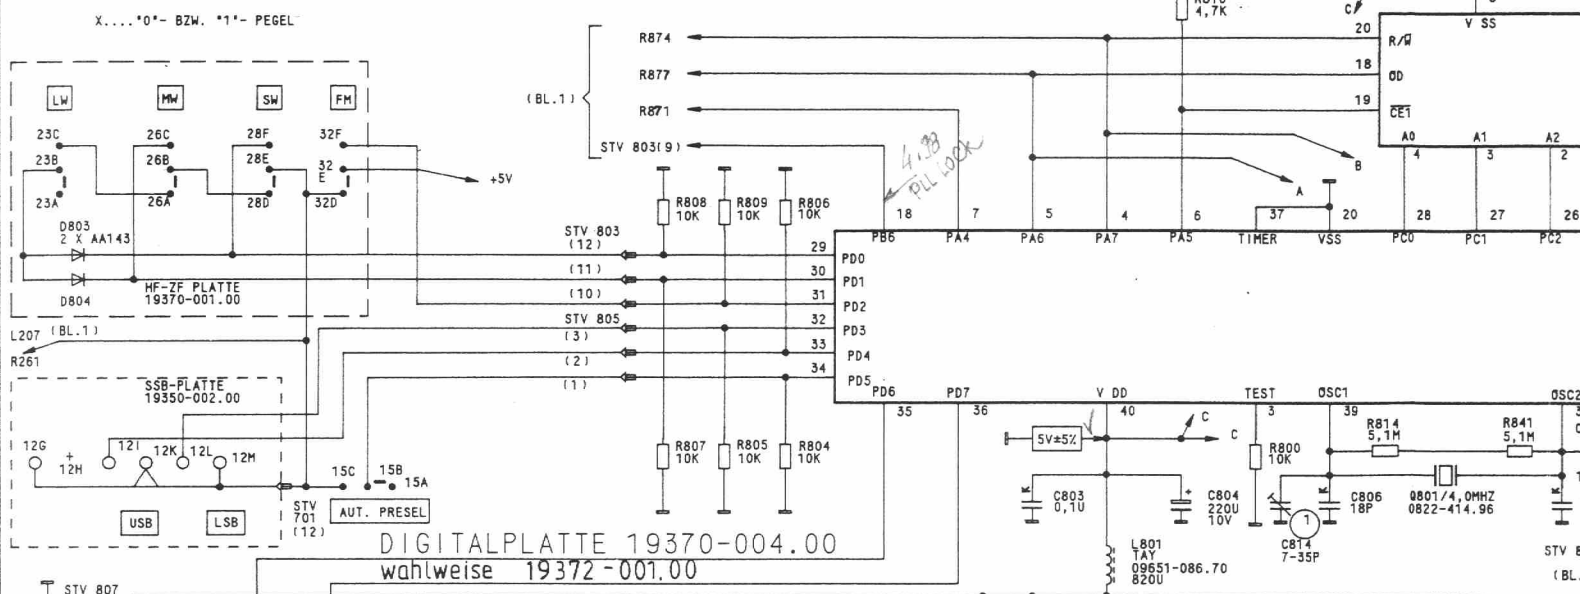 X...."0"- BZW. "1"- PEGEL
LW MW SW FM
23C 26C 28F 32F
23B 26B 28E 32 E
23A 26A 28D 32D
+5V
D803
2 X AA143
D804
HF-ZF PLATTE
19370-001.00
L207 (BL.1)
R261
SSB-PLATTE
19350-002.00
12G + 12H 12I 12K 12L 12M
USB LSB
STV
701
(12)
15C 15B 15A
AUT. PRESEL
STV 807
DIGITALPLATTE 19370-004.00
wahlweise 19372-001.00
(BL.1)
R874
R877
R871
STV 803(9)
4.38
PLL LOCK
STV 803
(12)
(11)
(10)
STV 805
(3)
(2)
(1)
R808
10K
R809
10K
R806
10K
R807
10K
R805
10K
R804
10K
4,7K
C
20 R/W
18 OD
19 CE1
V SS
A0 A1 A2
4 3 2
B
A
18 7 5 4 6 37 20 28 27 26
PB6 PA4 PA6 PA7 PA5 TIMER VSS PC0 PC1 PC2
29 PD0
30 PD1
31 PD2
32 PD3
33 PD4
34 PD5
PD6 PD7 V DD TEST OSC1 OSC2
35 36 40 3 39
5V±5%
C
C
C803
0,1U
C804
220U
10V
R800
10K
R814
5,1M
R841
5,1M
Q801/4,0MHZ
0822-414.96
C806
18P
1
C814
7-35P
L801
TAY
09651-086.70
820U
STV 8
(BL.